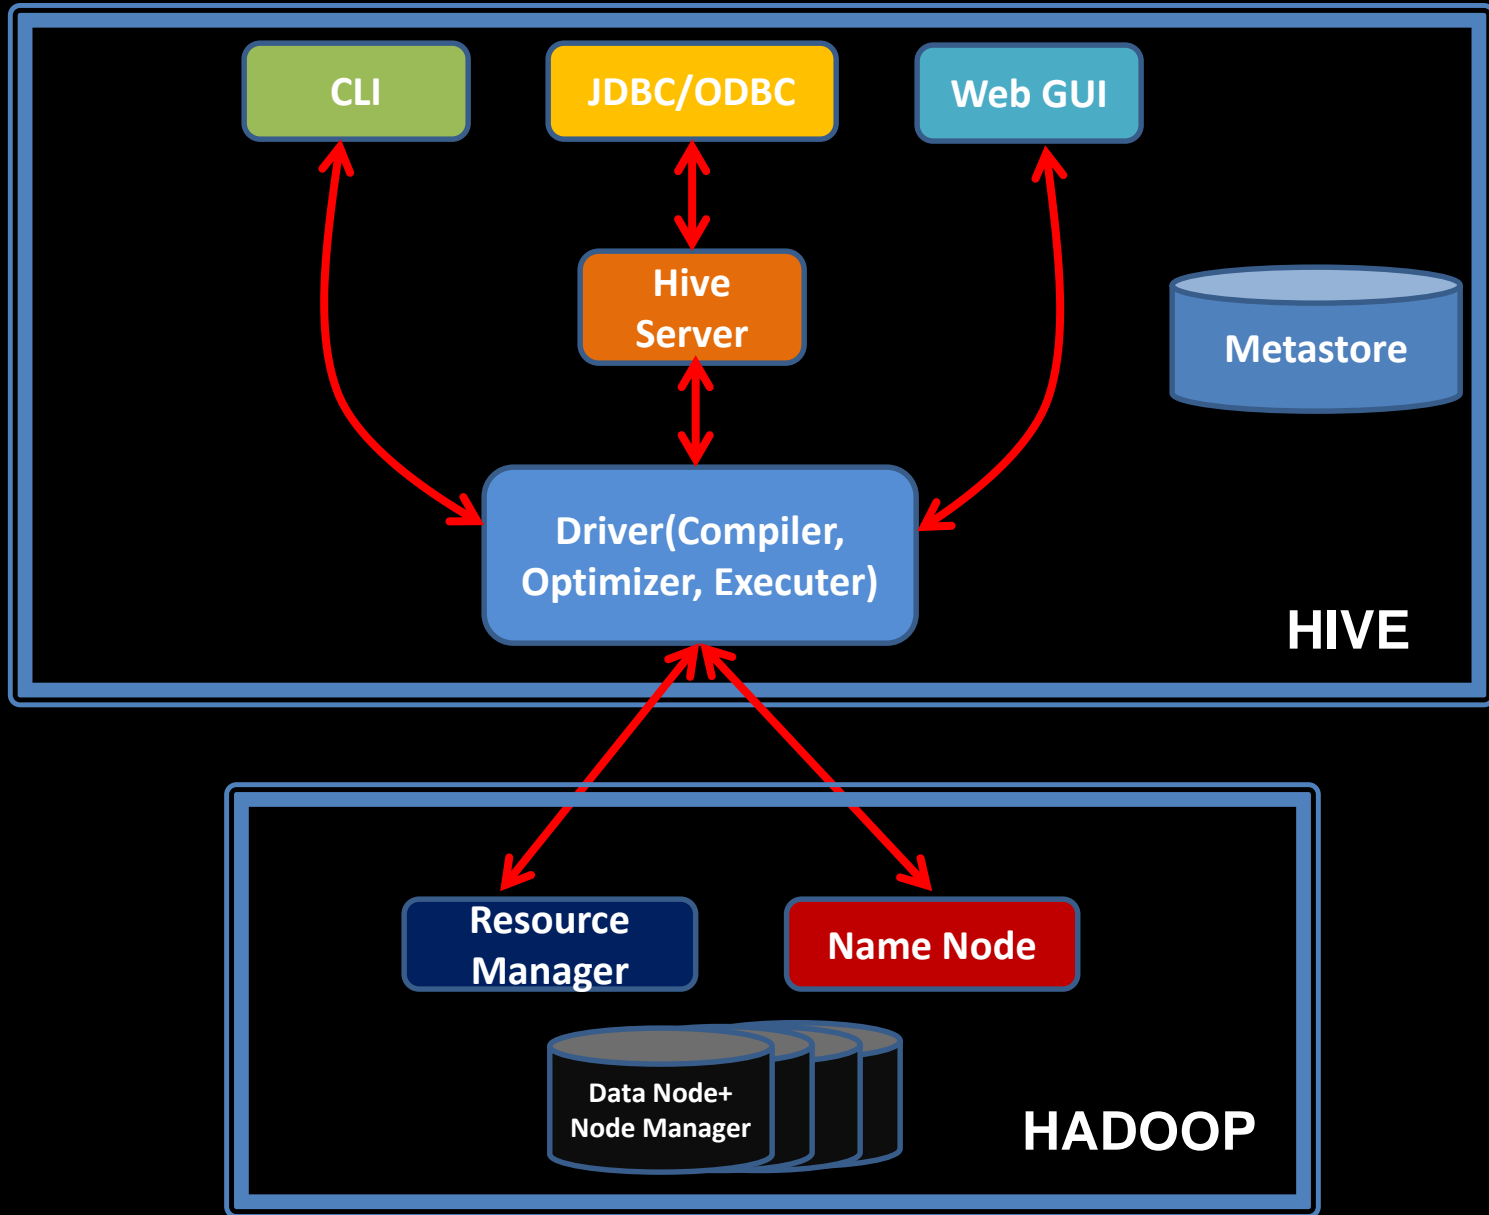 CLI
JDBC/ODBC
Web GUI
Hive
Server
Metastore
Driver(Compiler,
Optimizer, Executer)
HIVE
Resource
Manager
Name Node
Data Node+
Node Manager
HADOOP